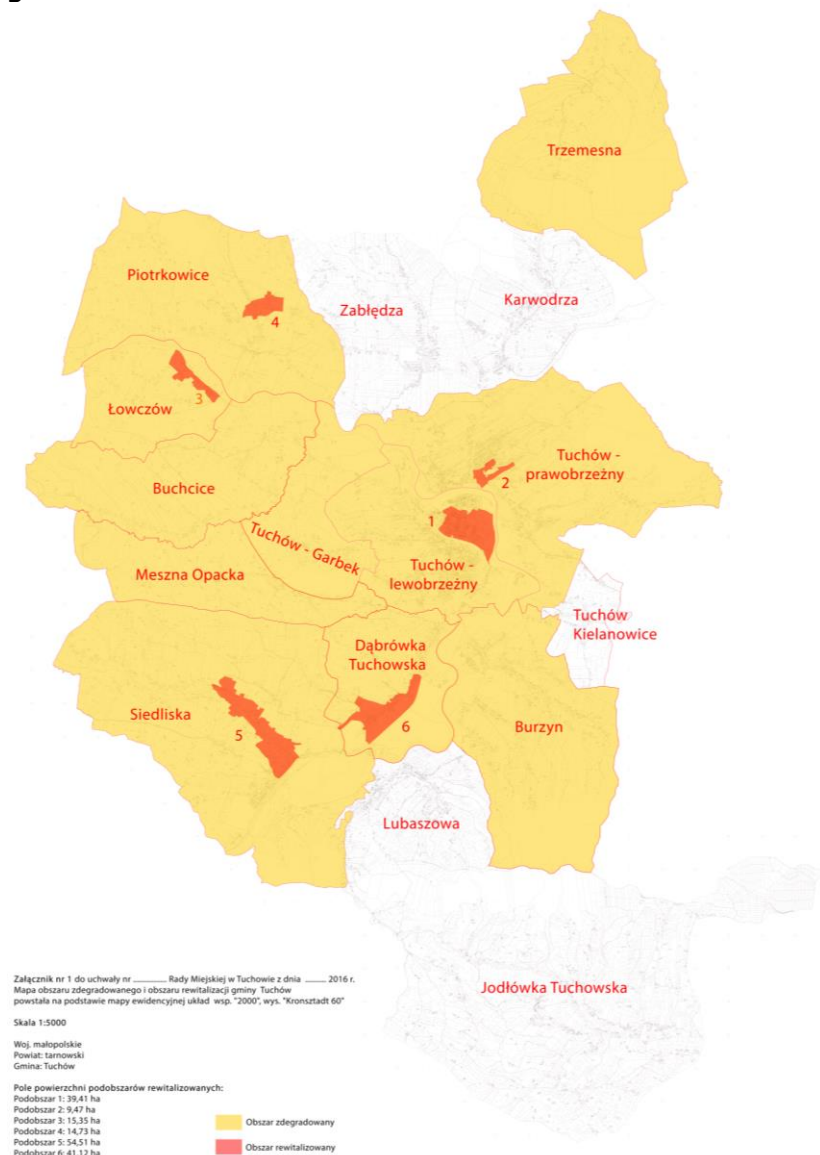 Trzemesna
Piotrkowice
4
Zabłędza
Karwodrza
3
Łowczów
Tuchów -
prawobrzeżny
2
Buchcice
1
Tuchów - Garbek
Tuchów -
lewobrzeżny
Meszna Opacka
Tuchów
Kielanowice
Dąbrówka
Tuchowska
Siedliska
5
6
Burzyn
Lubaszowa
Jodłówka Tuchowska
Załącznik nr 1 do uchwały nr ............ Rady Miejskiej w Tuchowie z dnia ........ 2016 r.
Mapa obszaru zdegradowanego i obszaru rewitalizacji gminy Tuchów
powstała na podstawie mapy ewidencyjnej układ wsp. "2000", wys. "Kronsztadt 60"
Skala 1:5000
Woj. małopolskie
Powiat: tarnowski
Gmina: Tuchów
Pole powierzchni podobszarów rewitalizowanych:
Podobszar 1: 39,41 ha
Podobszar 2: 9,47 ha
Podobszar 3: 15,35 ha
Podobszar 4: 14,73 ha
Podobszar 5: 54,51 ha
Podobszar 6: 41,12 ha
Obszar zdegradowany
Obszar rewitalizowany